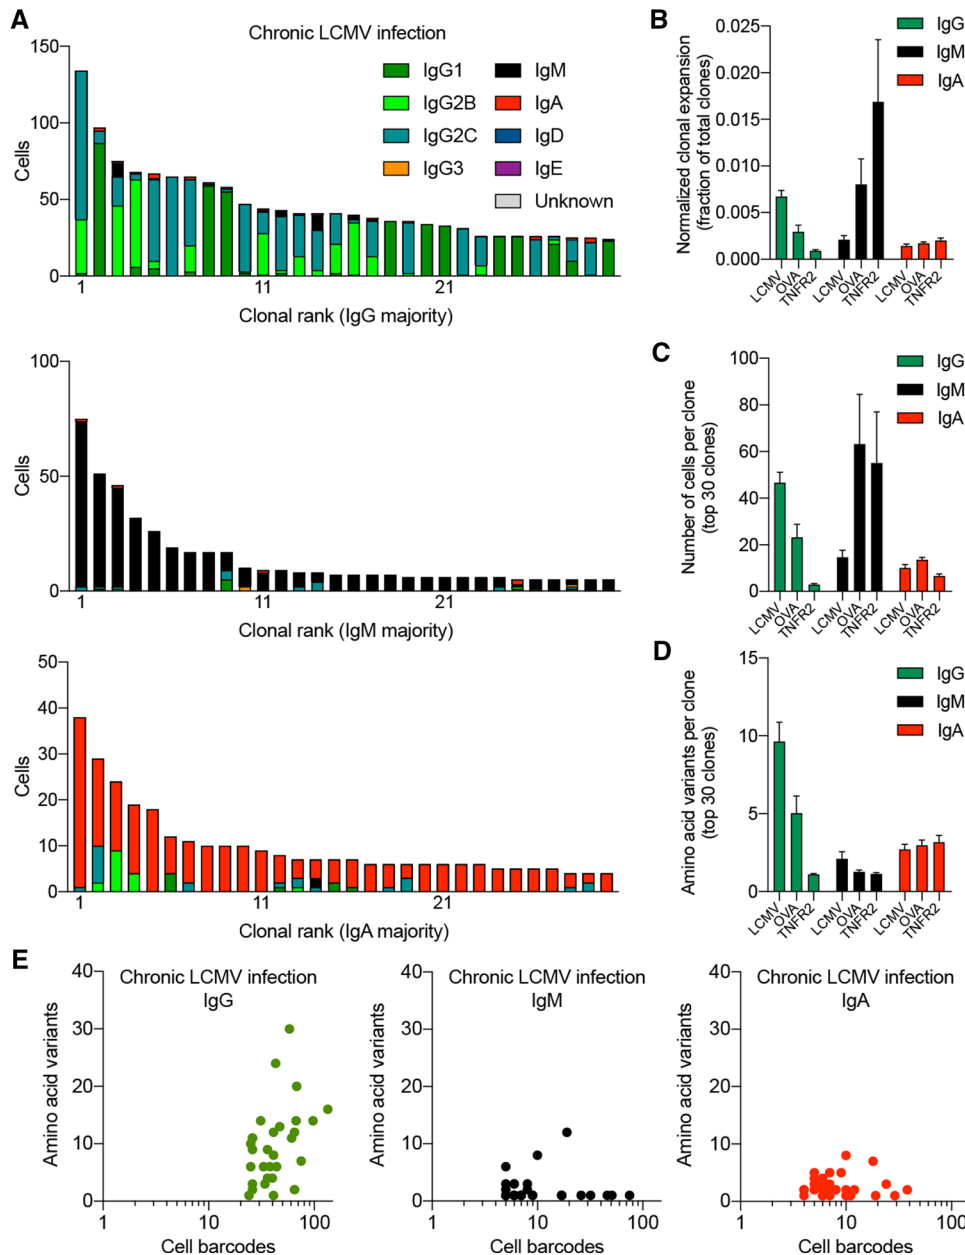 A
Chronic LCMV infection
150
100
50
0
Cells
IgG1
IgG2B
IgG2C
IgG3
IgM
IgA
IgD
IgE
Unknown
1
11
21
Clonal rank (IgG majority)
100
50
0
Cells
1
11
21
Clonal rank (IgM majority)
50
40
30
20
10
0
Cells
1
11
21
Clonal rank (IgA majority)
B
0.025
0.020
0.015
0.010
0.005
0.000
Normalized clonal expansion
(fraction of total clones)
IgG
IgM
IgA
LCMV
OVA
TNFR2
LCMV
OVA
TNFR2
LCMV
OVA
TNFR2
C
100
80
60
40
20
0
Number of cells per clone
(top 30 clones)
IgG
IgM
IgA
LCMV
OVA
TNFR2
LCMV
OVA
TNFR2
LCMV
OVA
TNFR2
D
15
10
5
0
Amino acid variants per clone
(top 30 clones)
IgG
IgM
IgA
LCMV
OVA
TNFR2
LCMV
OVA
TNFR2
LCMV
OVA
TNFR2
E
Chronic LCMV infection
IgG
40
30
20
10
0
Amino acid variants
1
10
100
Cell barcodes
Chronic LCMV infection
IgM
40
30
20
10
0
Amino acid variants
1
10
100
Cell barcodes
Chronic LCMV infection
IgA
40
30
20
10
0
Amino acid variants
1
10
100
Cell barcodes